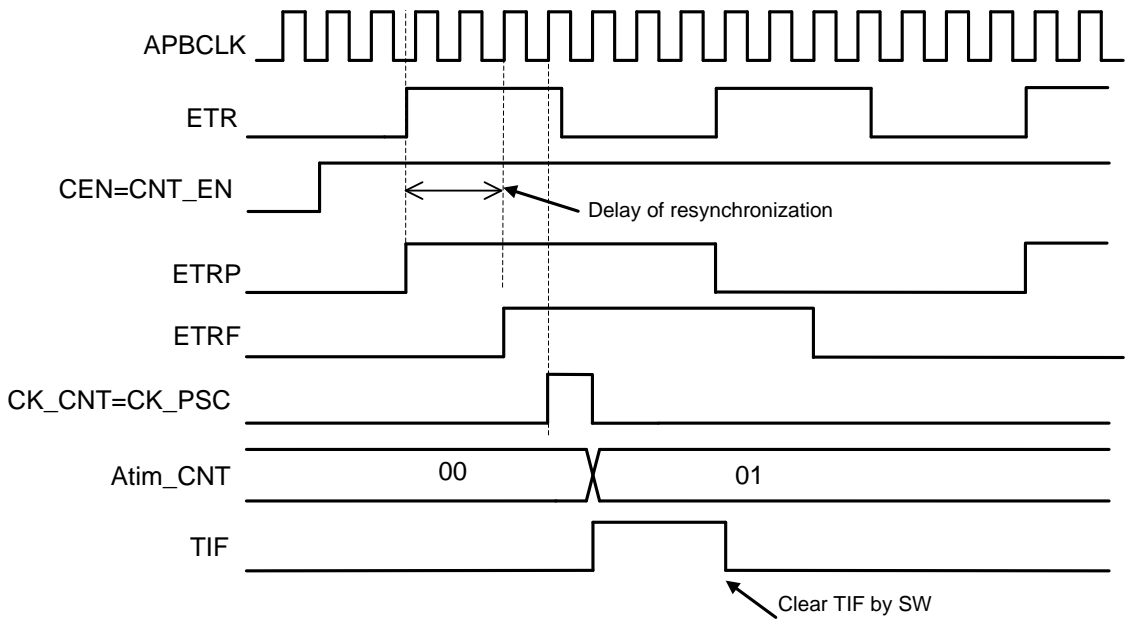 APBCLK
ETR
CEN=CNT_EN
Delay of resynchronization
ETRP
ETRF
CK_CNT=CK_PSC
Atim_CNT
00
01
TIF
Clear TIF by SW